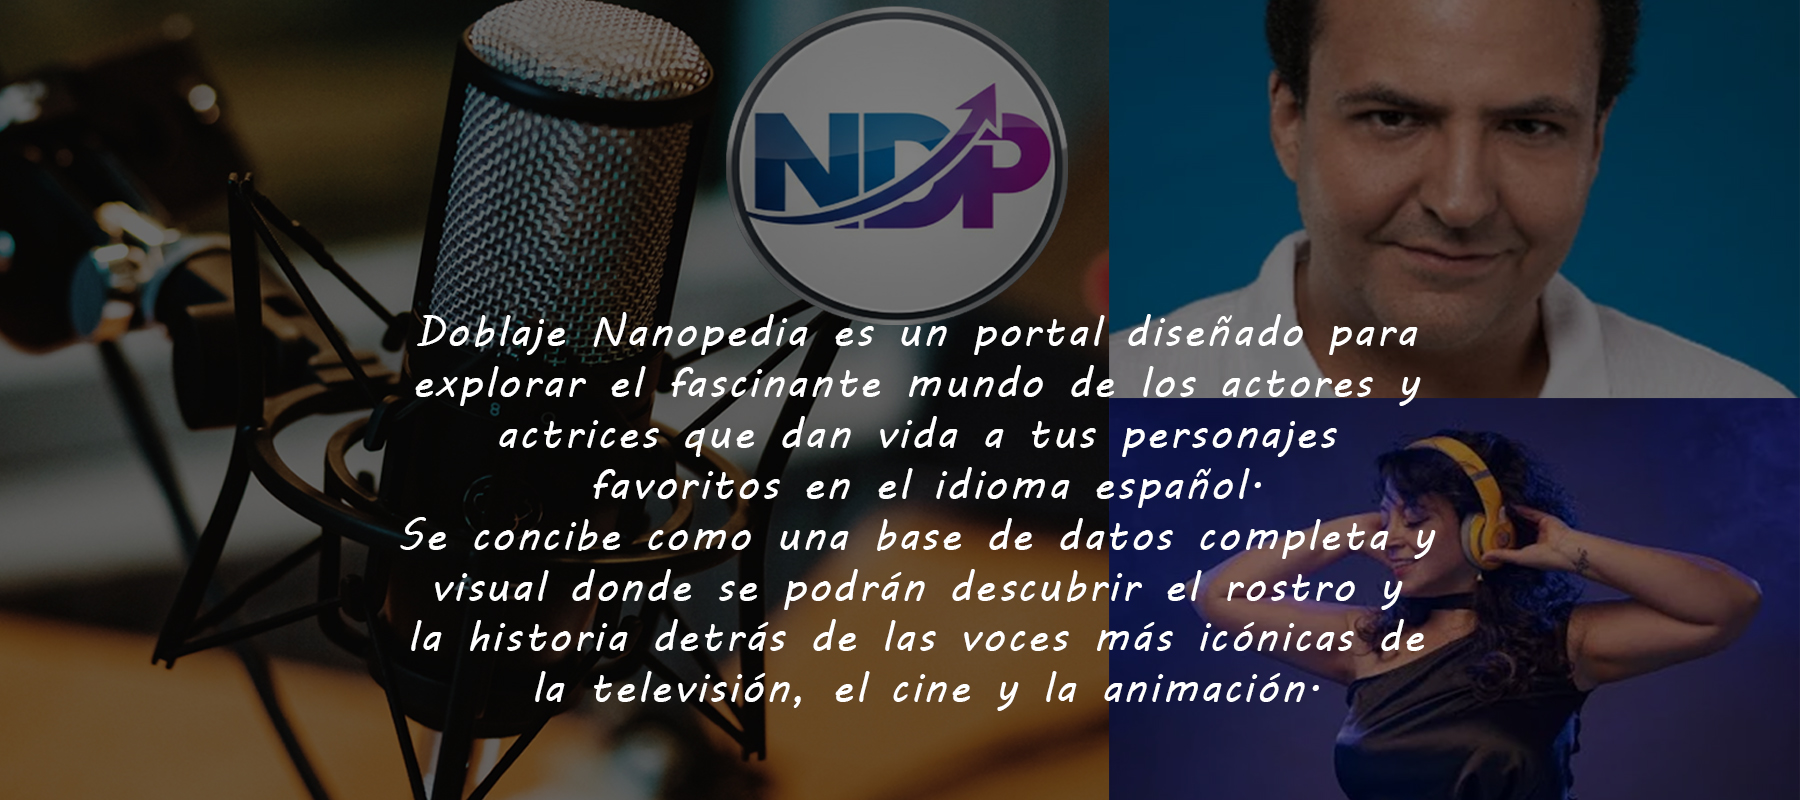 NDP
Doblaje Nanopedia es un portal diseñado para
explorar el fascinante mundo de los actores y
actrices que dan vida a tus personajes
favoritos en el idioma español.
Se concibe como una base de datos completa y
visual donde se podrán descubrir el rostro y
la historia detrás de las voces más icónicas de
la televisión, el cine y la animación.
8